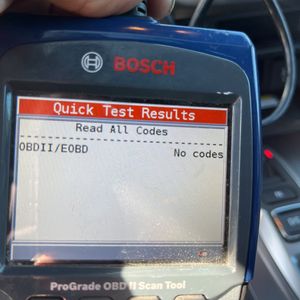 BOSCH
Quick Test Results
Read All Codes
OBDII/EOBD No codes
ProGrade OBD II Scan Tool